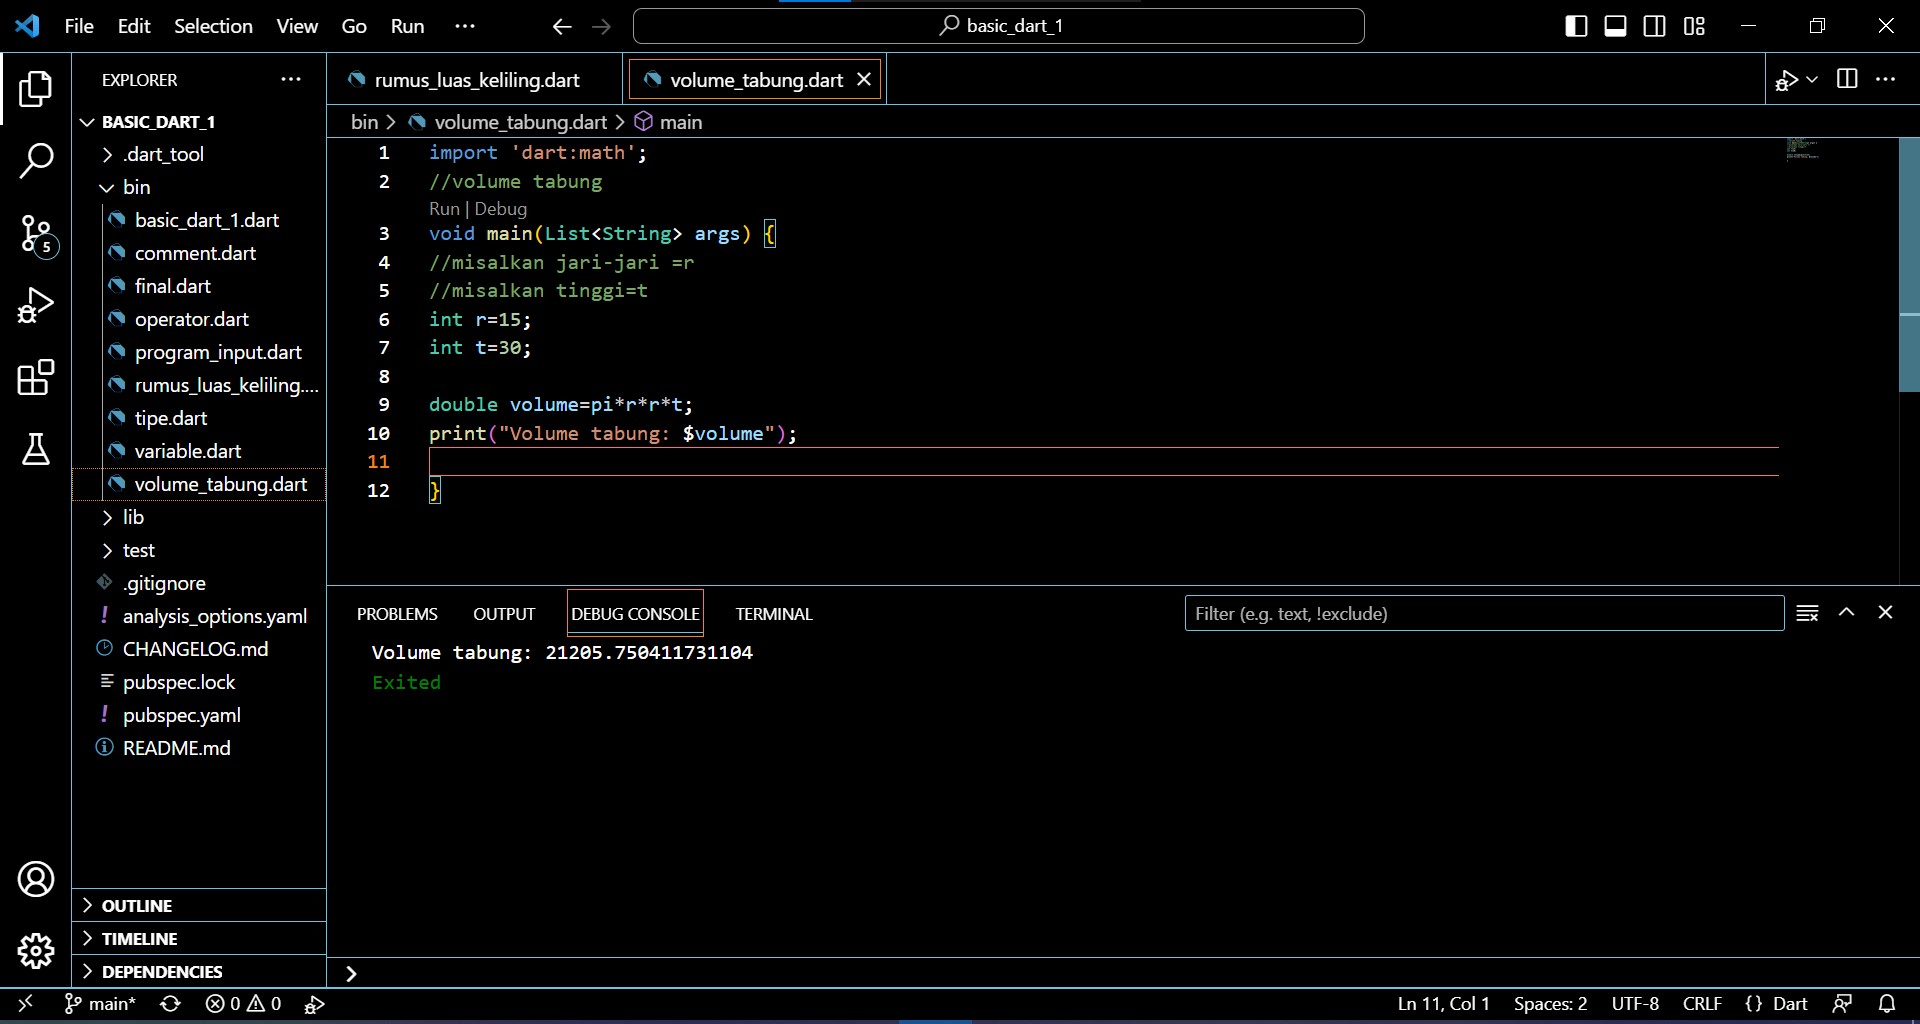 File Edit Selection View Go Run ··· basic_dart_1
EXPLORER ···
BASIC_DART_1
.dart_tool
bin
basic_dart_1.dart
comment.dart
final.dart
operator.dart
program_input.dart
rumus_luas_keliling....
tipe.dart
variable.dart
volume_tabung.dart
lib
test
.gitignore
! analysis_options.yaml
CHANGELOG.md
pubspec.lock
! pubspec.yaml
README.md
OUTLINE
TIMELINE
DEPENDENCIES
5
rumus_luas_keliling.dart volume_tabung.dart
bin > volume_tabung.dart > main
1 import 'dart:math';
2 //volume tabung
Run | Debug
3 void main(List<String> args) {
4 //misalkan jari-jari =r
5 //misalkan tinggi=t
6 int r=15;
7 int t=30;
8
9 double volume=pi*r*r*t;
10 print("Volume tabung: $volume");
11
12 }
PROBLEMS OUTPUT DEBUG CONSOLE TERMINAL Filter (e.g. text, !exclude)
Volume tabung: 21205.750411731104
Exited
>
main* 0 0 Ln 11, Col 1 Spaces: 2 UTF-8 CRLF {} Dart